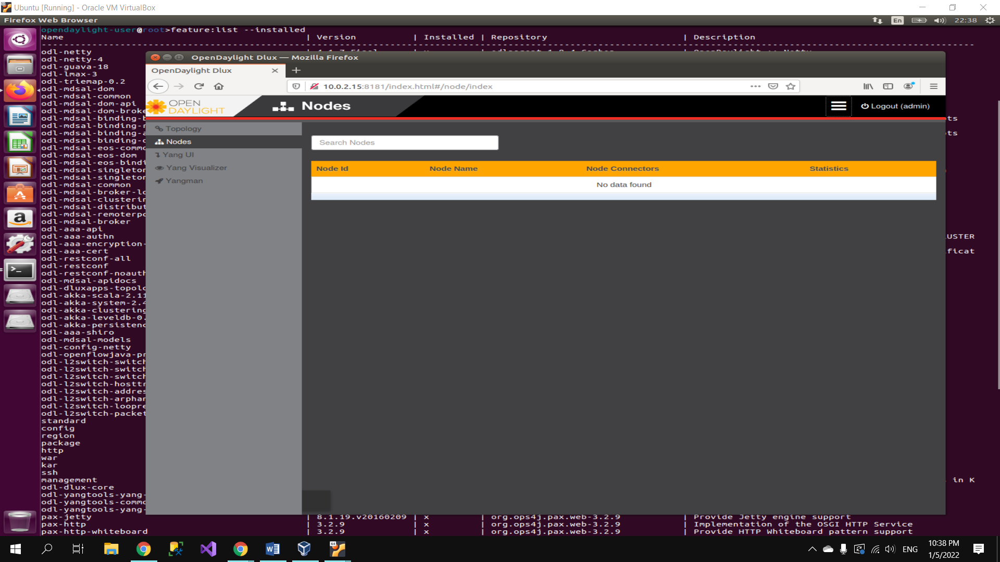 Ubuntu [Running] - Oracle VM VirtualBox
Firefox Web Browser
En
22:38
opendaylight-user@root>feature:list --installed
Name | Version | Installed | Repository | Description
odl-netty
odl-netty-4
odl-guava-18
odl-lmax-3
odl-triemap-0.2
odl-mdsal-dom
odl-mdsal-common
odl-mdsal-dom-api
odl-mdsal-dom-broke
odl-mdsal-binding-b
odl-mdsal-binding-r
odl-mdsal-binding-a
odl-mdsal-binding-c
odl-mdsal-eos-commo
odl-mdsal-eos-dom
odl-mdsal-eos-bindi
odl-mdsal-singleton
odl-mdsal-singleton
odl-mdsal-common
odl-mdsal-broker-lo
odl-mdsal-clusterin
odl-mdsal-distribut
odl-mdsal-remoterpc
odl-mdsal-broker
odl-aaa-api
odl-aaa-authn
odl-aaa-encryption-
odl-aaa-cert
odl-restconf-all
odl-restconf
odl-restconf-noauth
odl-mdsal-apidocs
odl-dluxapps-topolo
odl-akka-scala-2.11
odl-akka-system-2.4
odl-akka-clustering
odl-akka-leveldb-0.
odl-akka-persistenc
odl-aaa-shiro
odl-mdsal-models
odl-config-netty
odl-openflowjava-pr
odl-l2switch-switch
odl-l2switch-switch
odl-l2switch-switch
odl-l2switch-hosttr
odl-l2switch-addres
odl-l2switch-arphan
odl-l2switch-loopre
odl-l2switch-packet
standard
config
region
package
http
war
kar
ssh
management
odl-dlux-core
odl-yangtools-yang-
odl-yangtools-commo
odl-yangtools-yang-
pax-jetty | 8.1.19.v20160209 | x | org.ops4j.pax.web-3.2.9 | Provide Jetty engine support
pax-http | 3.2.9 | x | org.ops4j.pax.web-3.2.9 | Implementation of the OSGI HTTP Service
pax-http-whiteboard | 3.2.9 | x | org.ops4j.pax.web-3.2.9 | Provide HTTP Whiteboard pattern support
ts
ts
USTER
ficat
in K
OpenDaylight Dlux — Mozilla Firefox
OpenDaylight Dlux
10.0.2.15:8181/index.html#/node/index
OPEN
DAYLIGHT
Nodes
Logout (admin)
Topology
Nodes
Yang UI
Yang Visualizer
Yangman
Search Nodes
Node Id Node Name Node Connectors Statistics
No data found
ENG
10:38 PM
1/5/2022